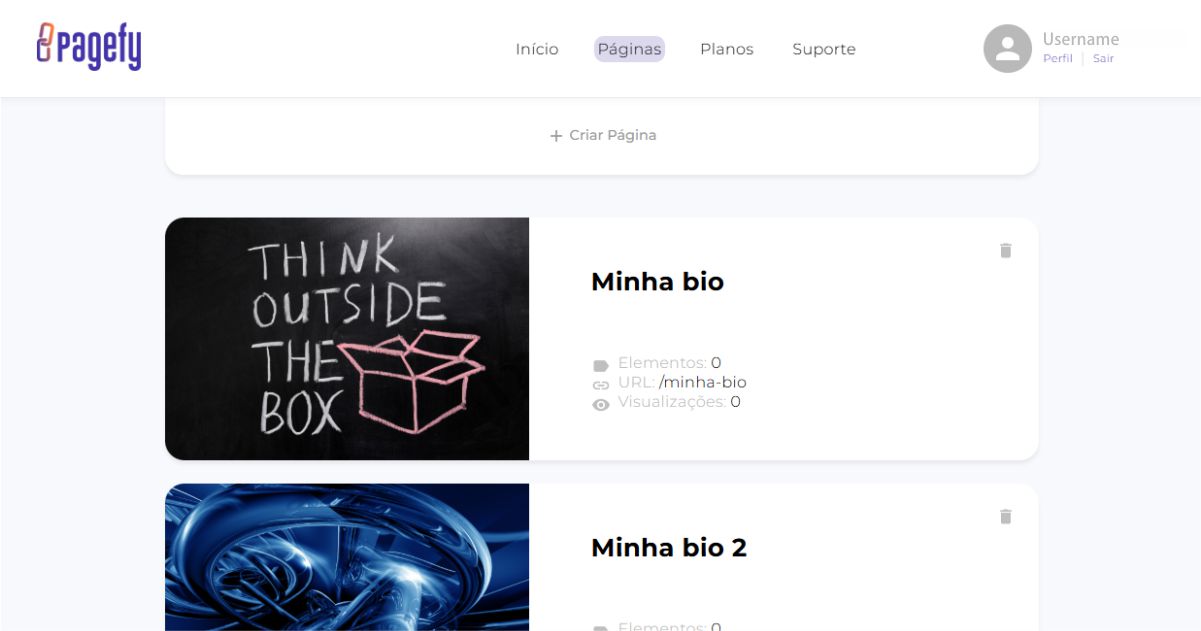 Pagefy
Início Páginas Planos Suporte
Username
Perfil | Sair
+ Criar Página
THINK
OUTSIDE
THE
BOX
Minha bio
Elementos: 0
URL: /minha-bio
Visualizações: 0
Minha bio 2
Elementos: 0